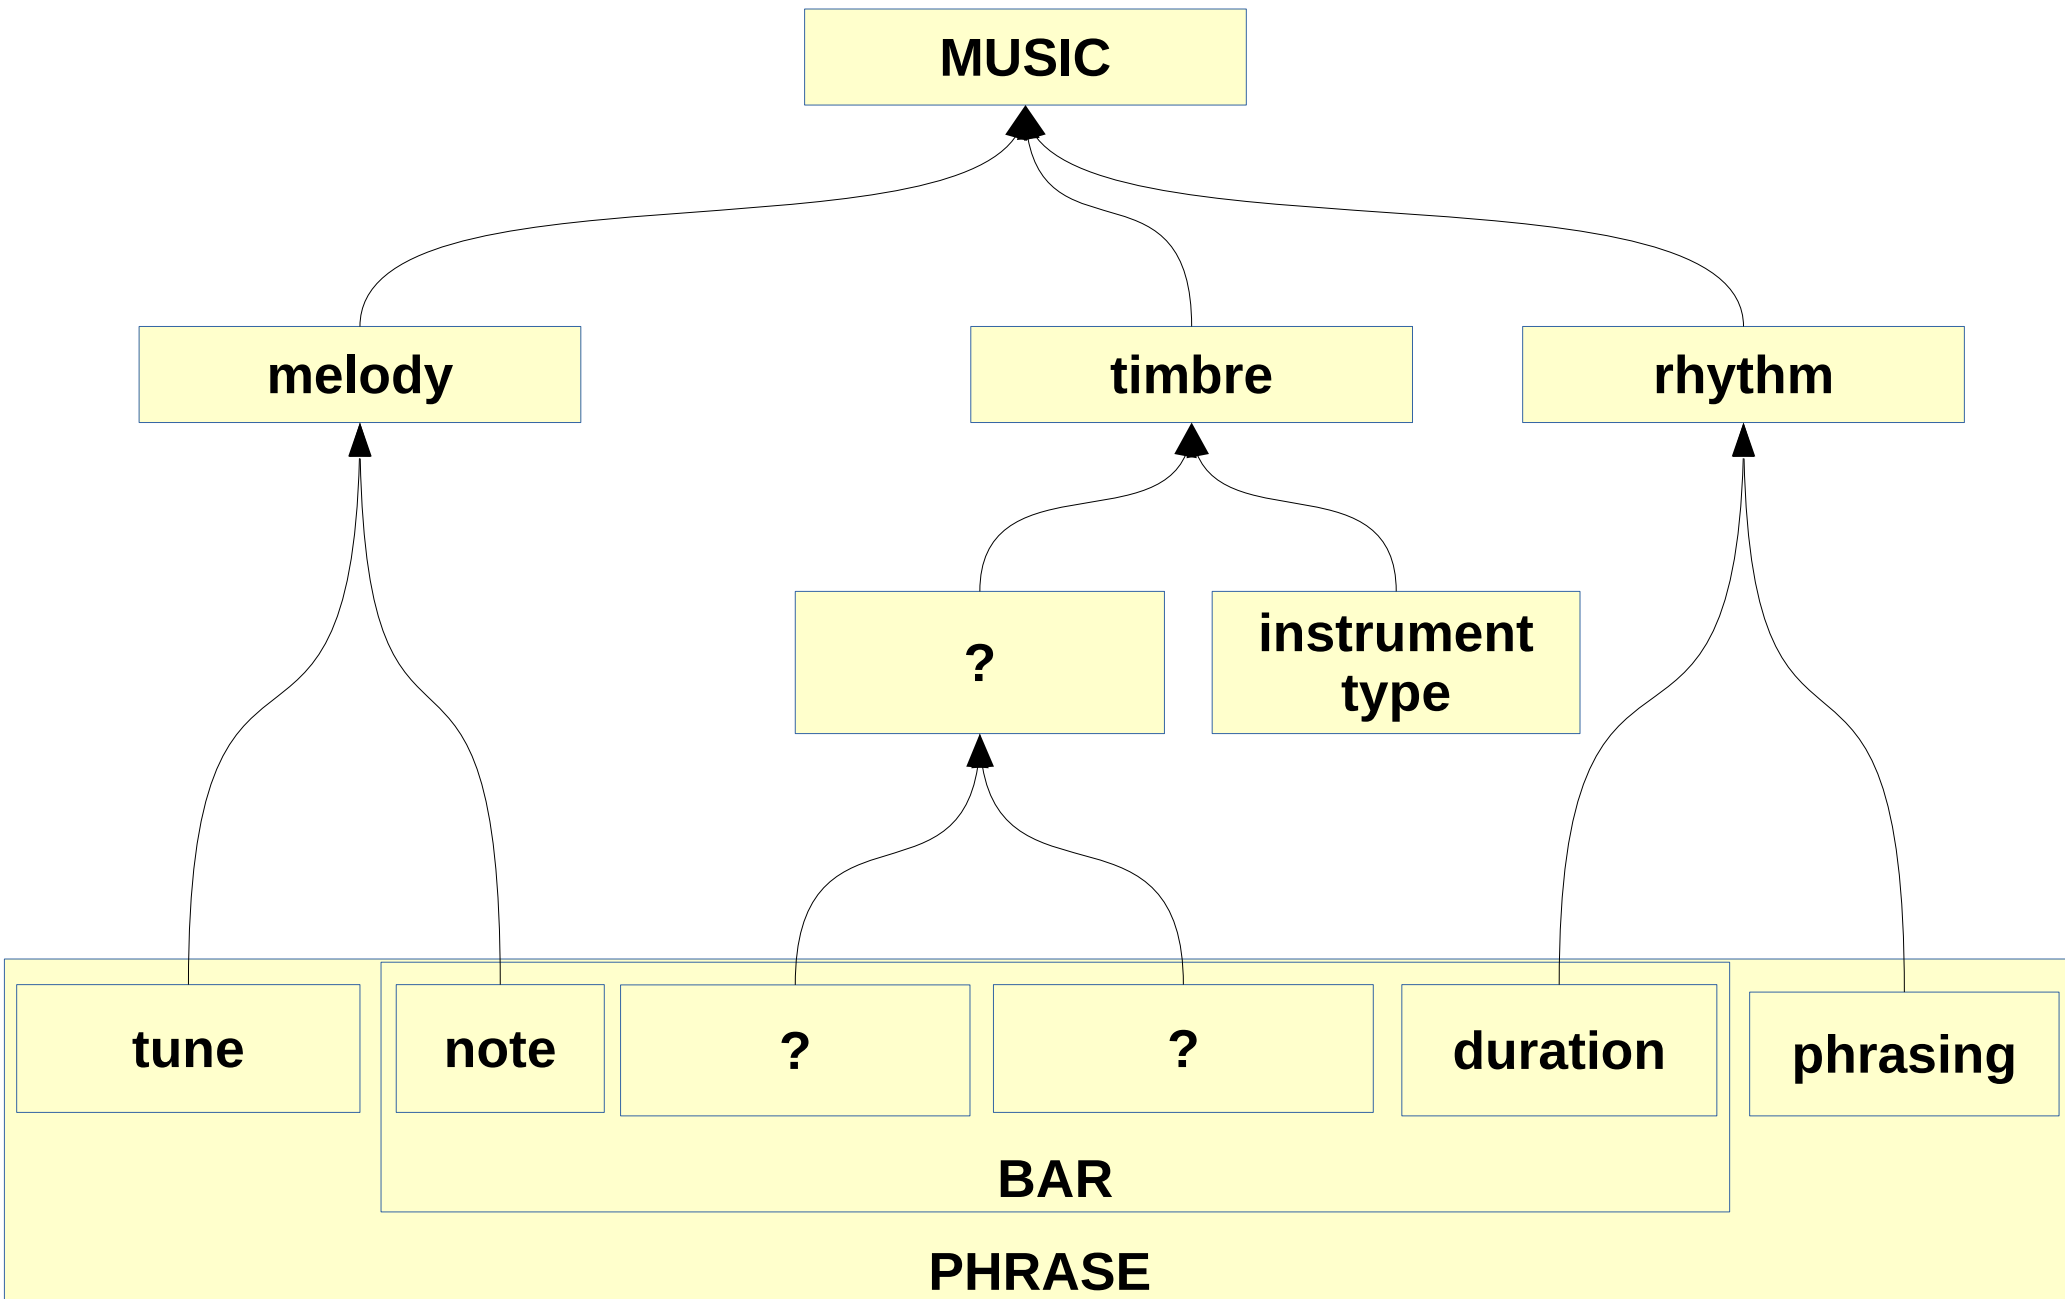 MUSIC
melody
timbre
rhythm
?
instrument
type
tune
note
?
?
duration
phrasing
BAR
PHRASE